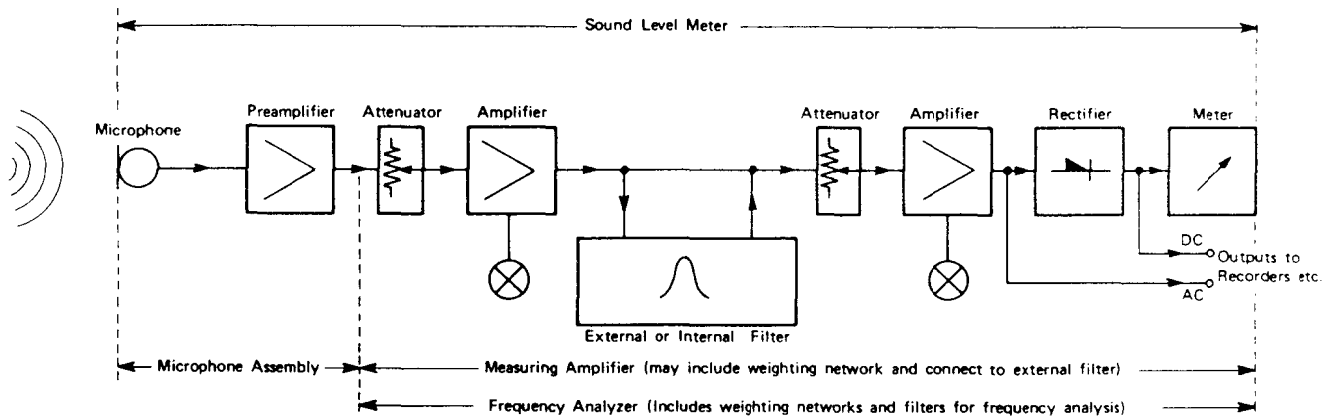 Sound Level Meter
Preamplifier
Attenuator
Amplifier
Attenuator
Amplifier
Rectifier
Meter
Microphone
DC
Outputs to
Recorders etc.
AC
External or Internal Filter
Microphone Assembly
Measuring Amplifier (may include weighting network and connect to external filter)
Frequency Analyzer (Includes weighting networks and filters for frequency analysis)